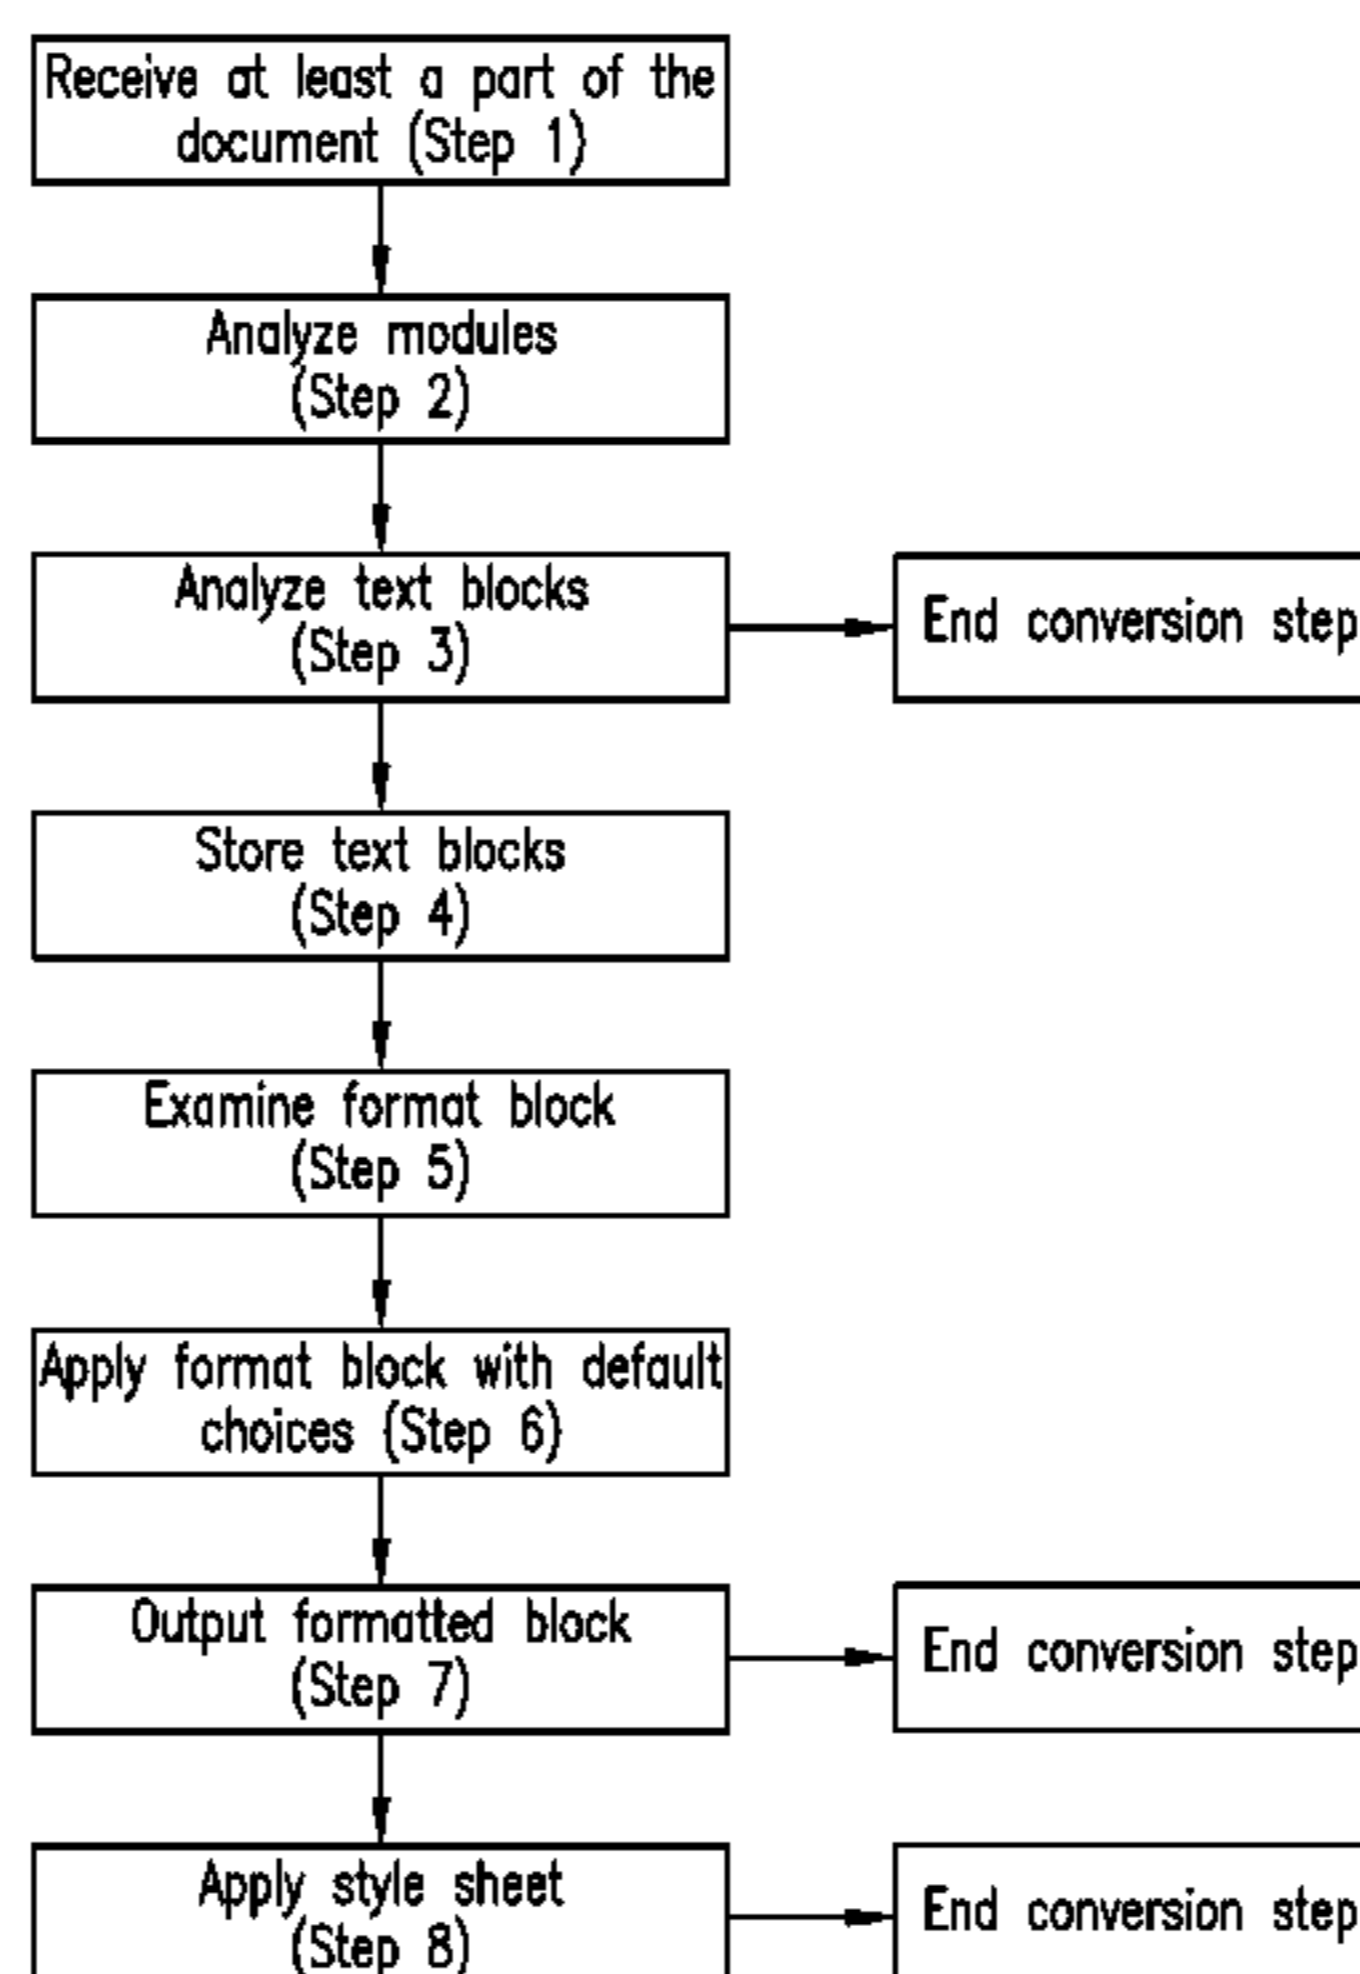 Receive at least a part of the
document (Step 1)
Analyze modules
(Step 2)
Analyze text blocks
(Step 3)
End conversion step
Store text blocks
(Step 4)
Examine format block
(Step 5)
Apply format block with default
choices (Step 6)
Output formatted block
(Step 7)
End conversion step
Apply style sheet
(Step 8)
End conversion step